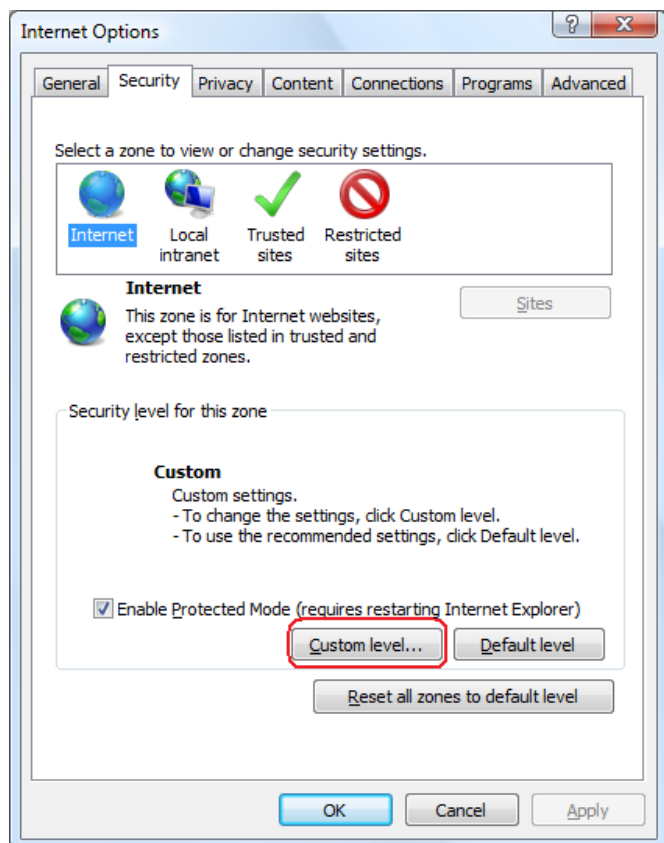 Internet Options
General Security Privacy Content Connections Programs Advanced
Select a zone to view or change security settings.
Internet Local intranet Trusted sites Restricted sites
Internet
This zone is for Internet websites,
except those listed in trusted and
restricted zones.
Sites
Security level for this zone
Custom
Custom settings.
- To change the settings, click Custom level.
- To use the recommended settings, click Default level.
Enable Protected Mode (requires restarting Internet Explorer)
Custom level... Default level
Reset all zones to default level
OK Cancel Apply